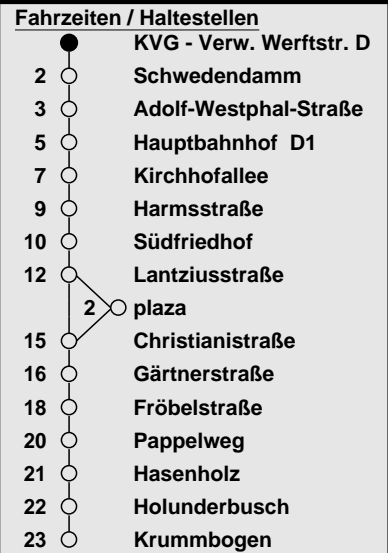 Fahrzeiten / Haltestellen
KVG - Verw. Werftstr. D
2 Schwedendamm
3 Adolf-Westphal-Straße
5 Hauptbahnhof D1
7 Kirchhofallee
9 Harmsstraße
10 Südfriedhof
12 Lantziusstraße
2 plaza
15 Christianistraße
16 Gärtnerstraße
18 Fröbelstraße
20 Pappelweg
21 Hasenholz
22 Holunderbusch
23 Krummbogen